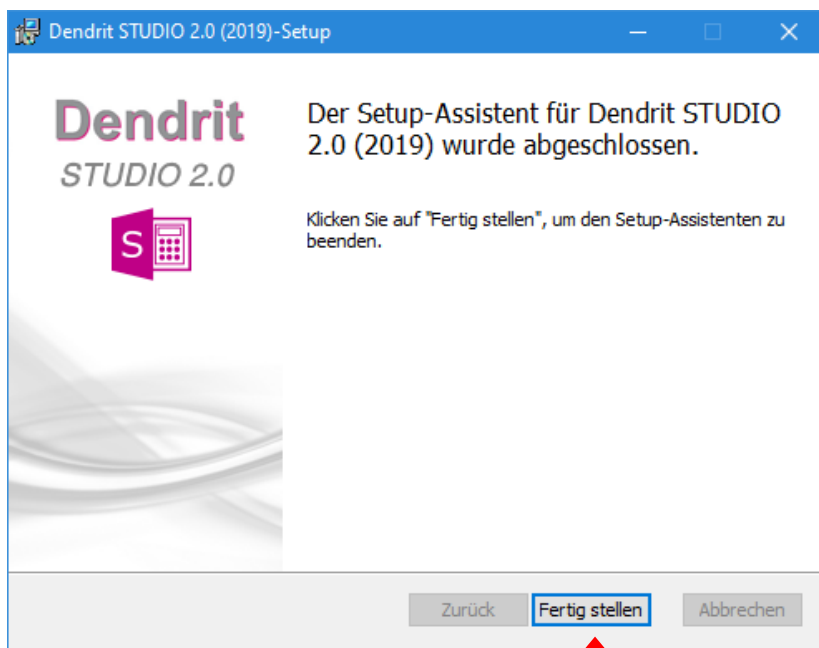 Dendrit STUDIO 2.0 (2019)-Setup
Dendrit
STUDIO 2.0
S
Der Setup-Assistent für Dendrit STUDIO
2.0 (2019) wurde abgeschlossen.
Klicken Sie auf "Fertig stellen", um den Setup-Assistenten zu
beenden.
Zurück Fertig stellen Abbrechen